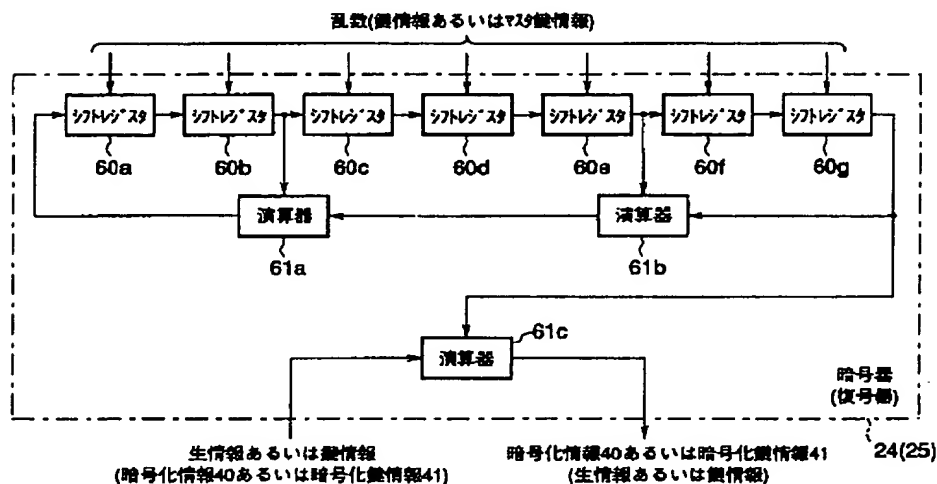 乱数(鍵情報あるいはマスタ鍵情報)
シフトレジスタ シフトレジスタ シフトレジスタ シフトレジスタ シフトレジスタ シフトレジスタ シフトレジスタ
60a 60b 60c 60d 60e 60f 60g
演算器 演算器
61a 61b
61c
演算器
暗号器
(復号器)
24(25)
生情報あるいは鍵情報
(暗号化情報40あるいは暗号化鍵情報41)
暗号化情報40あるいは暗号化鍵情報41
(生情報あるいは鍵情報)